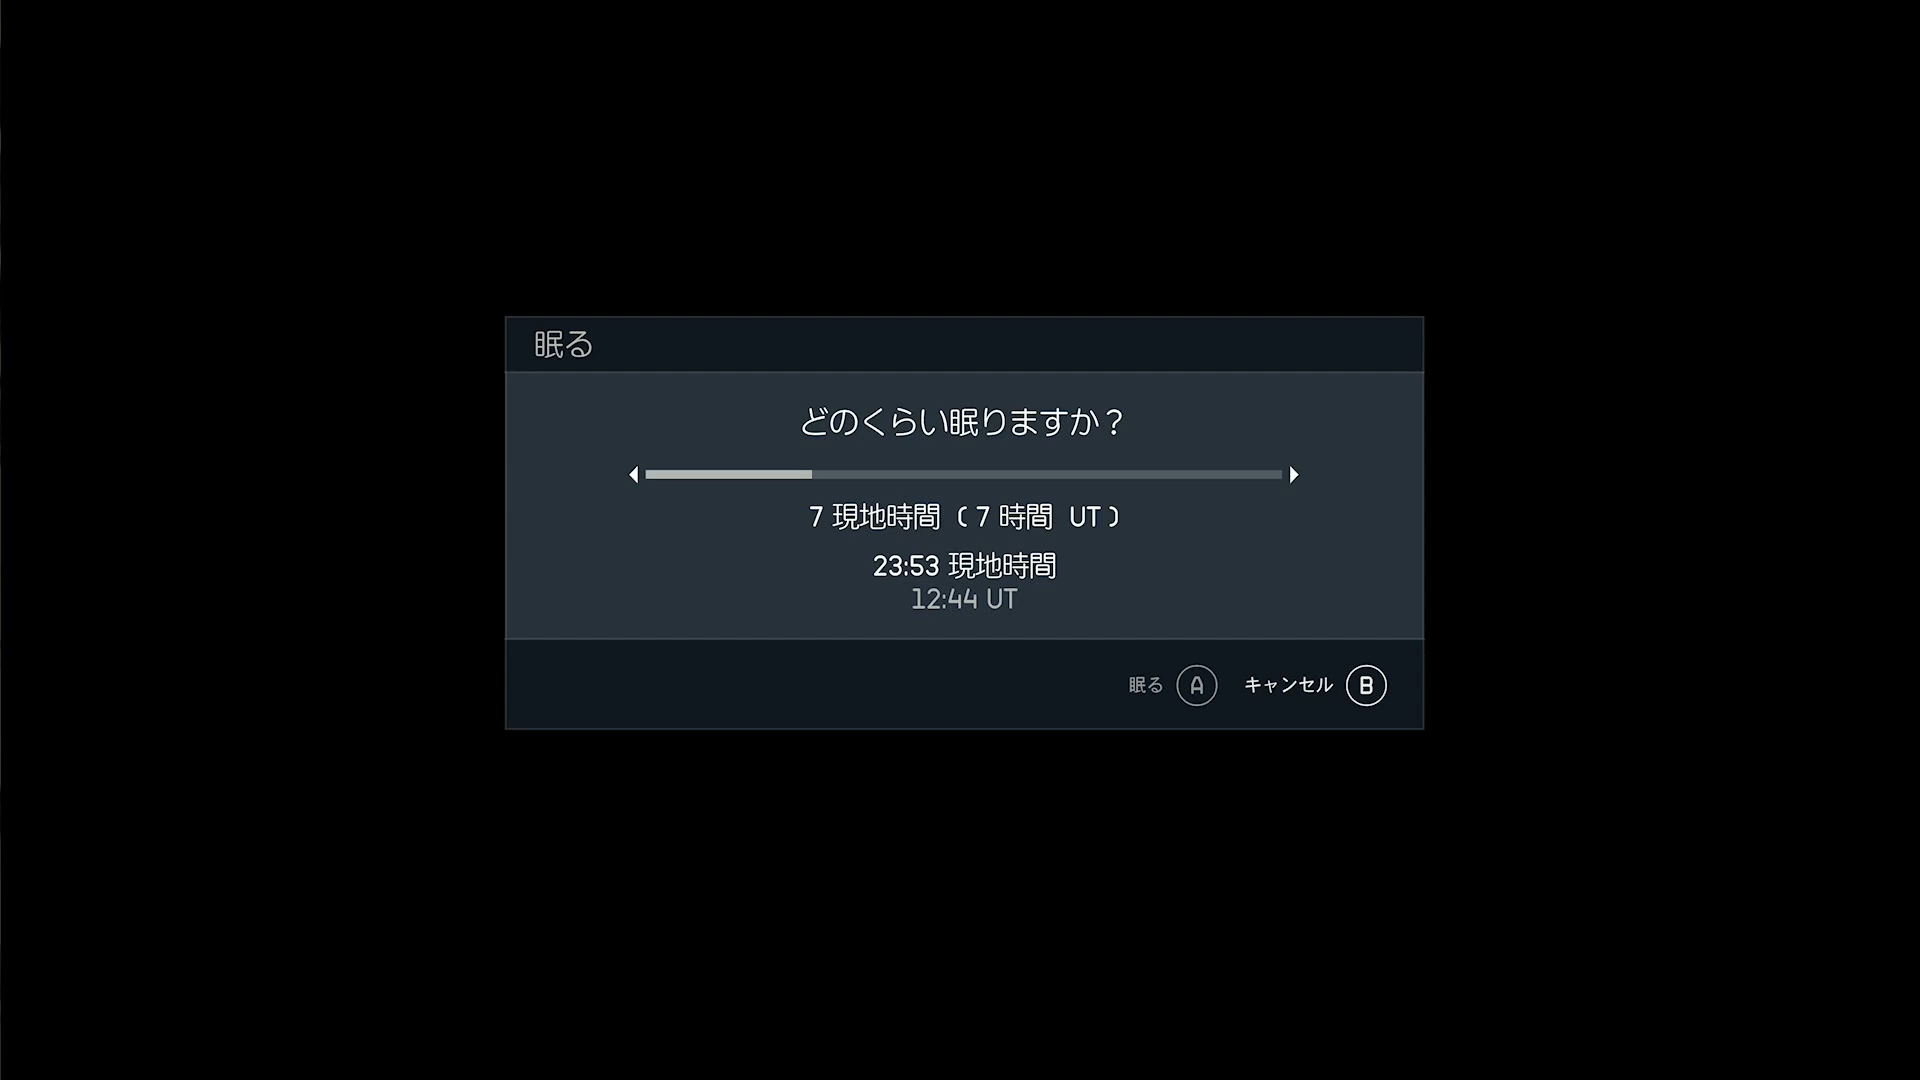 眠る
どのくらい眠りますか？
7 現地時間 (7 時間 UT)
23:53 現地時間
12:44 UT
眠る A キャンセル B